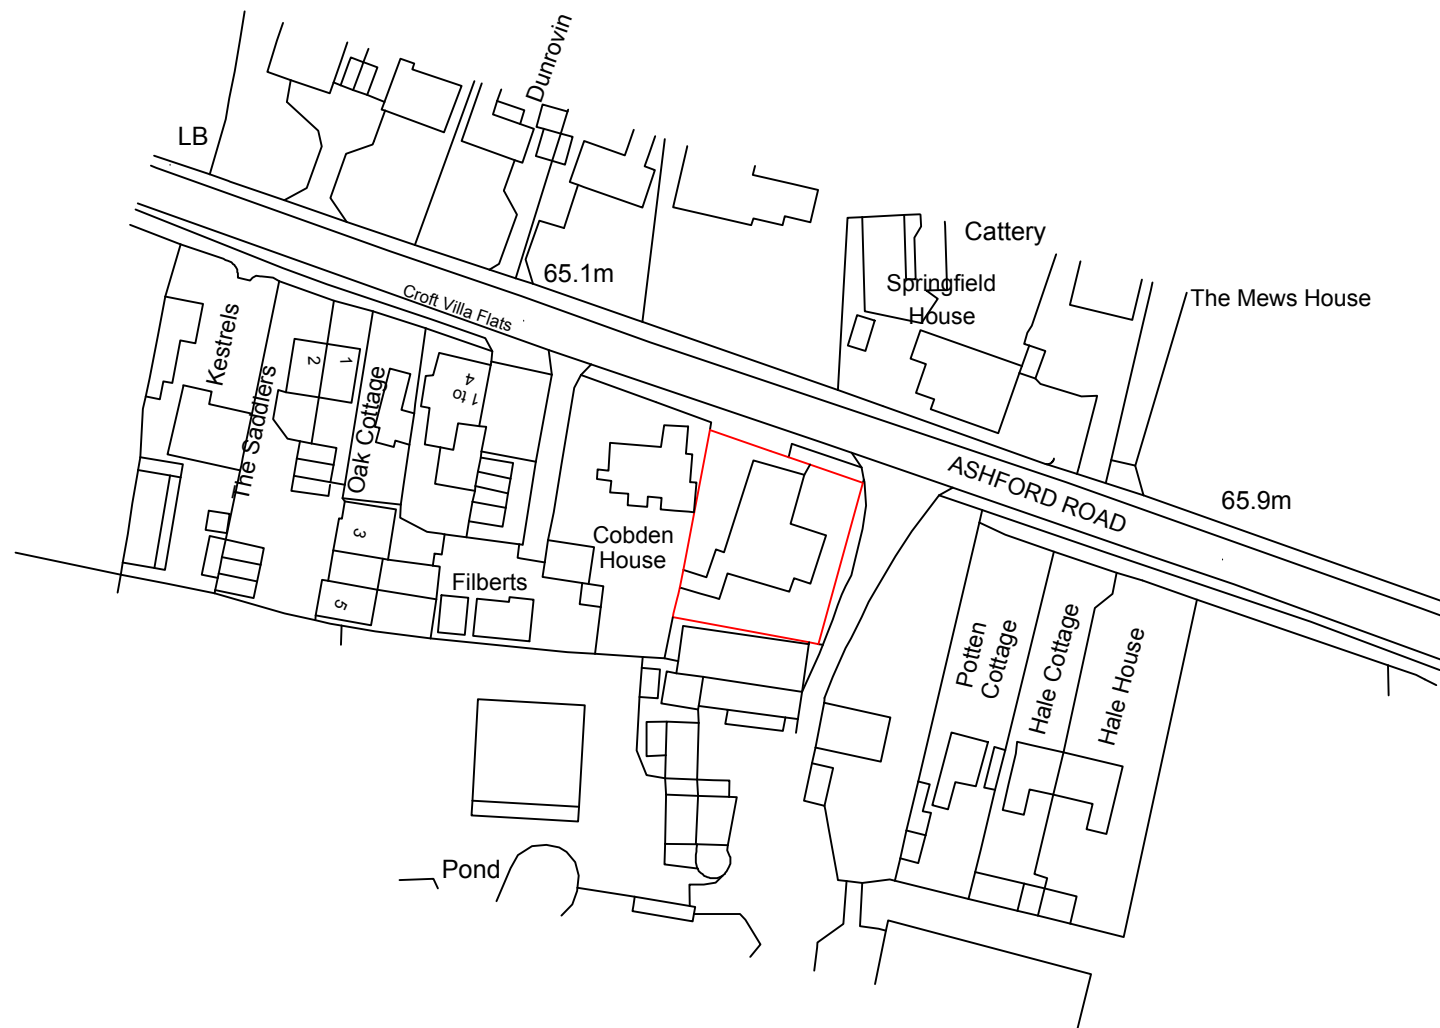 Dunrovin
LB
Cattery
65.1m
Springfield
House
The Mews House
Croft Villa Flats
Kestrels
2
1
The Saddlers
Oak Cottage
1 to
4
ASHFORD ROAD
65.9m
3
Cobden
House
Filberts
5
Potten
Cottage
Hale Cottage
Hale House
Pond